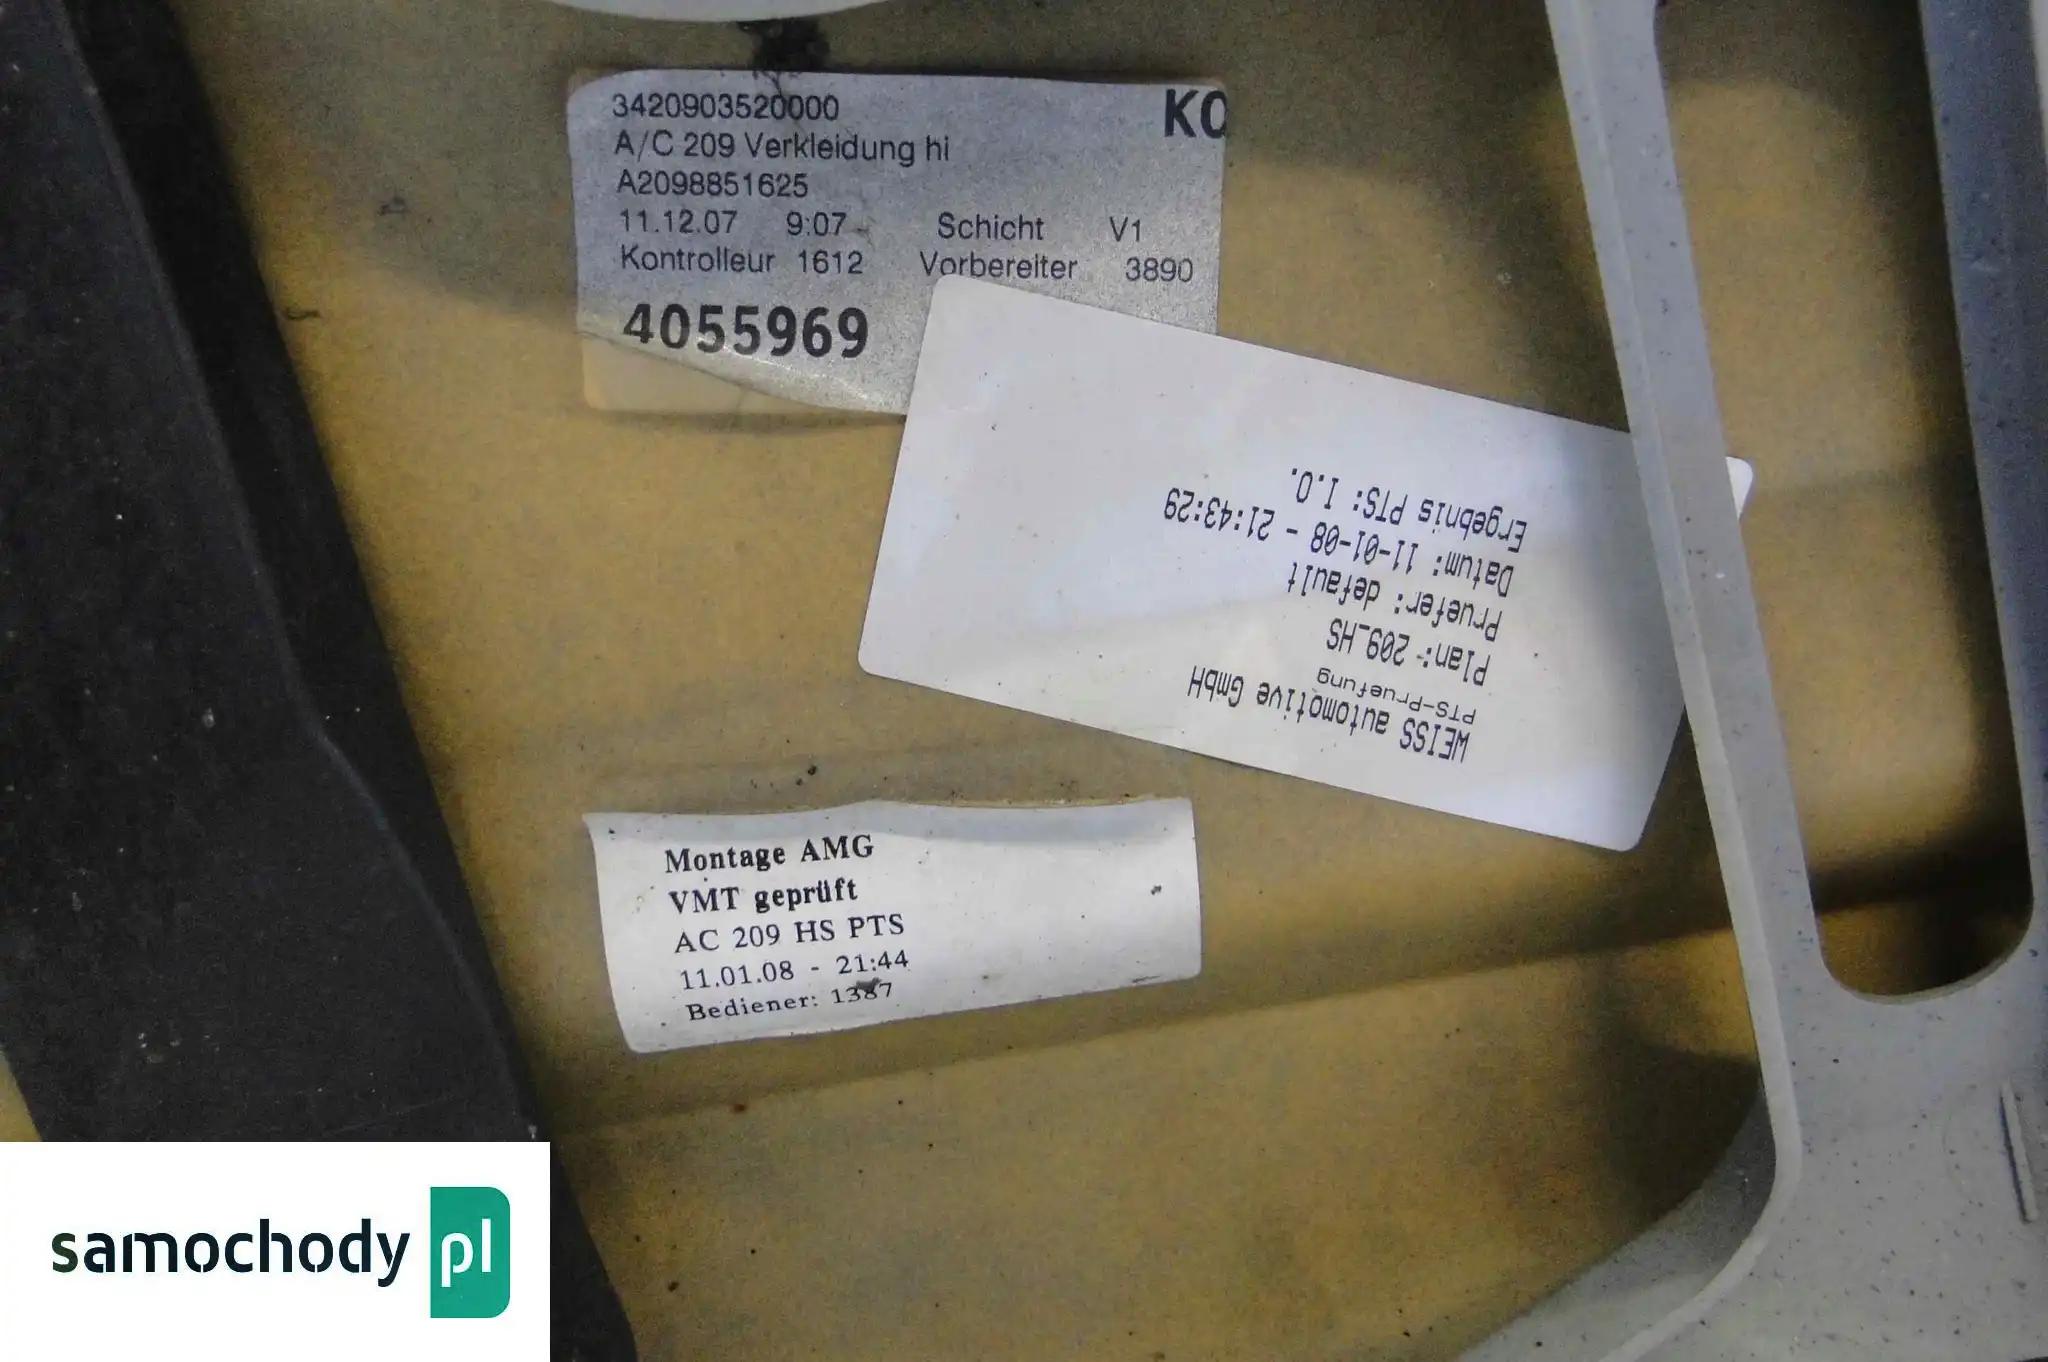 3420903520000
KO
A/C 209 Verkleidung hi
A2098851625
11.12.07 9:07 Schicht V1
Kontrolleur 1612 Vorbereiter 3890
4055969
WEISS automotive GmbH
PTS-Pruefung
Plan: 209_HS
Pruefer: default
Datum: 11-01-08 - 21:43:29
Ergebnis PTS: I.O.
Montage AMG
VMT geprüft
AC 209 HS PTS
11.01.08 - 21:44
Bediener: 1387
samochody pl